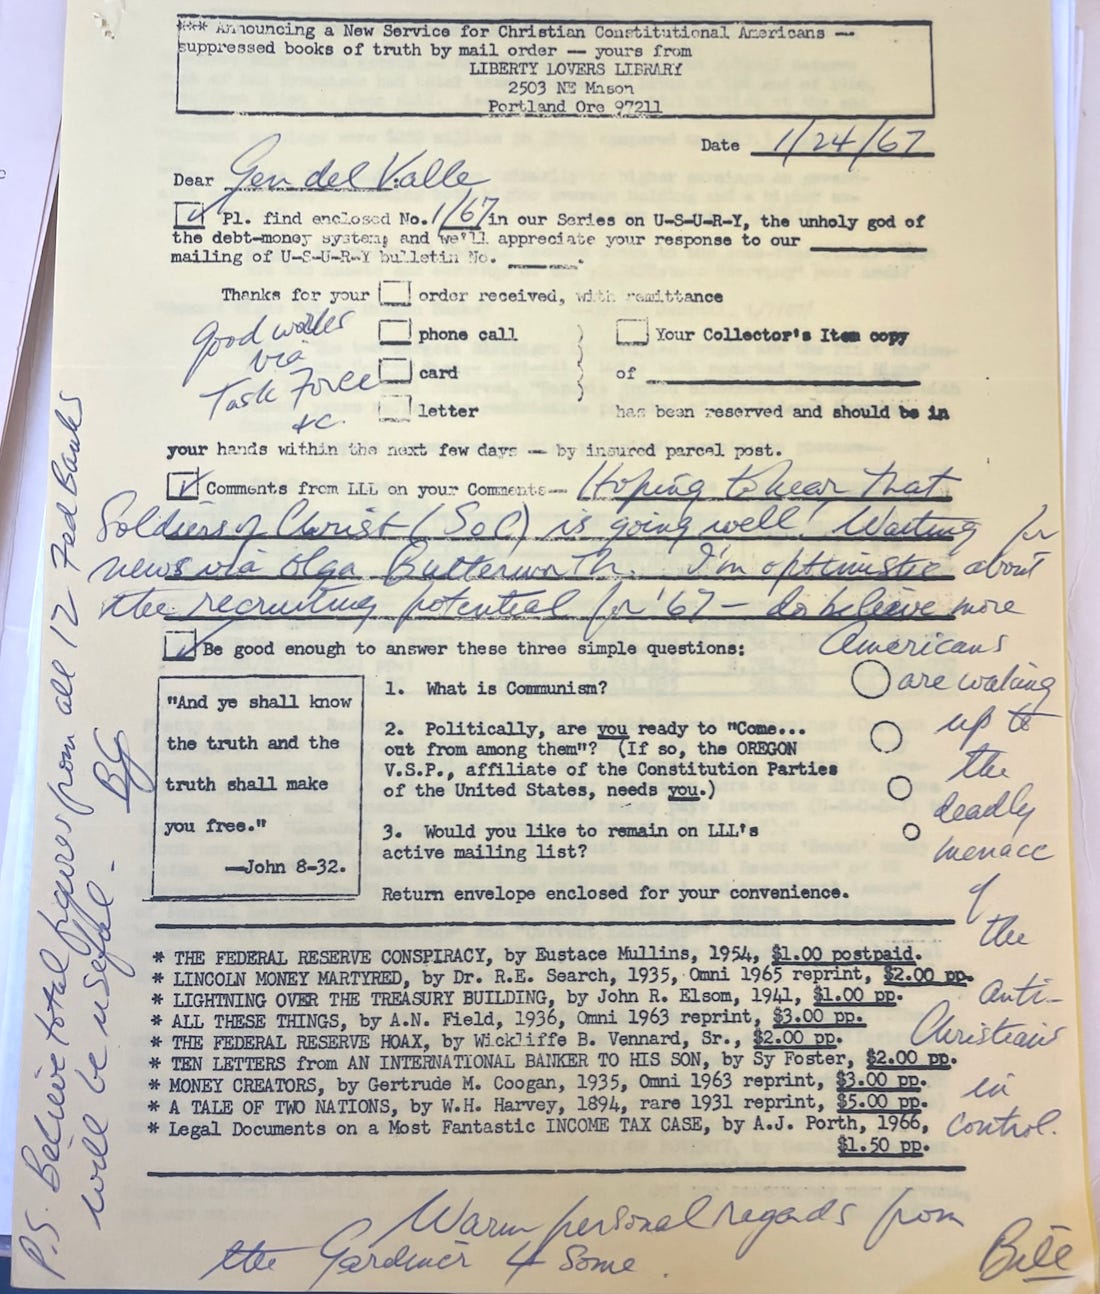 *** Announcing a New Service for Christian Constitutional Americans —
suppressed books of truth by mail order — yours from
LIBERTY LOVERS LIBRARY
2503 NE Mason
Portland Ore 97211
Date 1/24/67
Dear Gen del Valle
Pl. find enclosed No. 1/67 in our Series on U-S-U-R-Y, the unholy god of
the debt-money system; and we'll appreciate your response to our
mailing of U-S-U-R-Y bulletin No.
Thanks for your order received, with remittance
good works
via
Task Force
&c.
phone call
Your Collector's Item copy
card
of
letter
has been reserved and should be in
your hands within the next few days — by insured parcel post.
Comments from LLL on your Comments— Hoping to hear that
Soldiers of Christ (SoC) is going well! Waiting for
news via Olga Butterworth. I'm optimistic about
the recruiting potential for '67 — do believe more
Americans
are waking
up to
the
deadly
menace
of
the
anti-
Christians
in
control.
Be good enough to answer these three simple questions:
"And ye shall know
the truth and the
truth shall make
you free."
—John 8-32.
1. What is Communism?
2. Politically, are you ready to "Come...
out from among them"? (If so, the OREGON
V.S.P., affiliate of the Constitution Parties
of the United States, needs you.)
3. Would you like to remain on LLL's
active mailing list?
Return envelope enclosed for your convenience.
* THE FEDERAL RESERVE CONSPIRACY, by Eustace Mullins, 1954, $1.00 postpaid.
* LINCOLN MONEY MARTYRED, by Dr. R.E. Search, 1935, Omni 1965 reprint, $2.00 pp.
* LIGHTNING OVER THE TREASURY BUILDING, by John R. Elsom, 1941, $1.00 pp.
* ALL THESE THINGS, by A.N. Field, 1936, Omni 1963 reprint, $3.00 pp.
* THE FEDERAL RESERVE HOAX, by Wickliffe B. Vennard, Sr., $2.00 pp.
* TEN LETTERS from AN INTERNATIONAL BANKER TO HIS SON, by Sy Foster, $2.00 pp.
* MONEY CREATORS, by Gertrude M. Coogan, 1935, Omni 1963 reprint, $3.00 pp.
* A TALE OF TWO NATIONS, by W.H. Harvey, 1894, rare 1931 reprint, $5.00 pp.
* Legal Documents on a Most Fantastic INCOME TAX CASE, by A.J. Porth, 1966,
$1.50 pp.
Warm personal regards from
the Gardiner 4 Some.
Bill
P.S. Believe total figures from all 12 Fed Banks
will be useful — BG